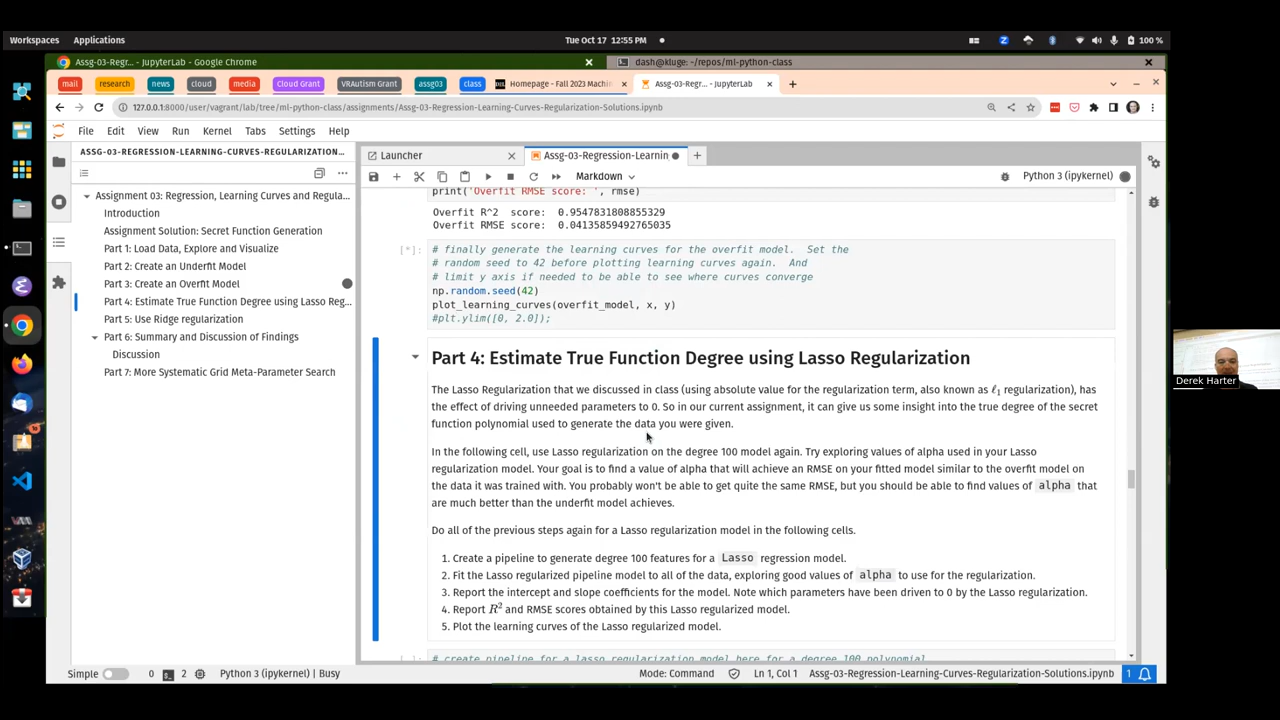 Workspaces Applications Tue Oct 17 12:55 PM 100 %
Assg-03-Regr... - JupyterLab - Google Chrome dash@kluge: ~/repos/ml-python-class
mail research news cloud media Cloud Grant VRAutism Grant assg03 class Homepage - Fall 2023 Machin Assg-03-Regr... - JupyterLab
127.0.0.1:8000/user/vagrant/lab/tree/ml-python-class/assignments/Assg-03-Regression-Learning-Curves-Regularization-Solutions.ipynb
File Edit View Run Kernel Tabs Settings Help
ASSG-03-REGRESSION-LEARNING-CURVES-REGULARIZATION...
Assignment 03: Regression, Learning Curves and Regula...
Introduction
Assignment Solution: Secret Function Generation
Part 1: Load Data, Explore and Visualize
Part 2: Create an Underfit Model
Part 3: Create an Overfit Model
Part 4: Estimate True Function Degree using Lasso Reg...
Part 5: Use Ridge regularization
Part 6: Summary and Discussion of Findings
Discussion
Part 7: More Systematic Grid Meta-Parameter Search
Launcher Assg-03-Regression-Learnin
Markdown Python 3 (ipykernel)
print('Overfit RMSE score: ', rmse)
Overfit R^2 score: 0.9547831808855329
Overfit RMSE score: 0.04135859492765035
[*]: # finally generate the learning curves for the overfit model. Set the
# random seed to 42 before plotting learning curves again. And
# limit y axis if needed to be able to see where curves converge
np.random.seed(42)
plot_learning_curves(overfit_model, x, y)
#plt.ylim([0, 2.0]);
Part 4: Estimate True Function Degree using Lasso Regularization
The Lasso Regularization that we discussed in class (using absolute value for the regularization term, also known as ℓ1 regularization), has
the effect of driving unneeded parameters to 0. So in our current assignment, it can give us some insight into the true degree of the secret
function polynomial used to generate the data you were given.
In the following cell, use Lasso regularization on the degree 100 model again. Try exploring values of alpha used in your Lasso
regularization model. Your goal is to find a value of alpha that will achieve an RMSE on your fitted model similar to the overfit model on
the data it was trained with. You probably won't be able to get quite the same RMSE, but you should be able to find values of alpha that
are much better than the underfit model achieves.
Do all of the previous steps again for a Lasso regularization model in the following cells.
1. Create a pipeline to generate degree 100 features for a Lasso regression model.
2. Fit the Lasso regularized pipeline model to all of the data, exploring good values of alpha to use for the regularization.
3. Report the intercept and slope coefficients for the model. Note which parameters have been driven to 0 by the Lasso regularization.
4. Report R² and RMSE scores obtained by this Lasso regularized model.
5. Plot the learning curves of the Lasso regularized model.
[ ]: # create pipeline for a lasso regularization model here for a degree 100 polynomial
Simple 0 2 Python 3 (ipykernel) | Busy Mode: Command Ln 1, Col 1 Assg-03-Regression-Learning-Curves-Regularization-Solutions.ipynb 1
Derek Harter